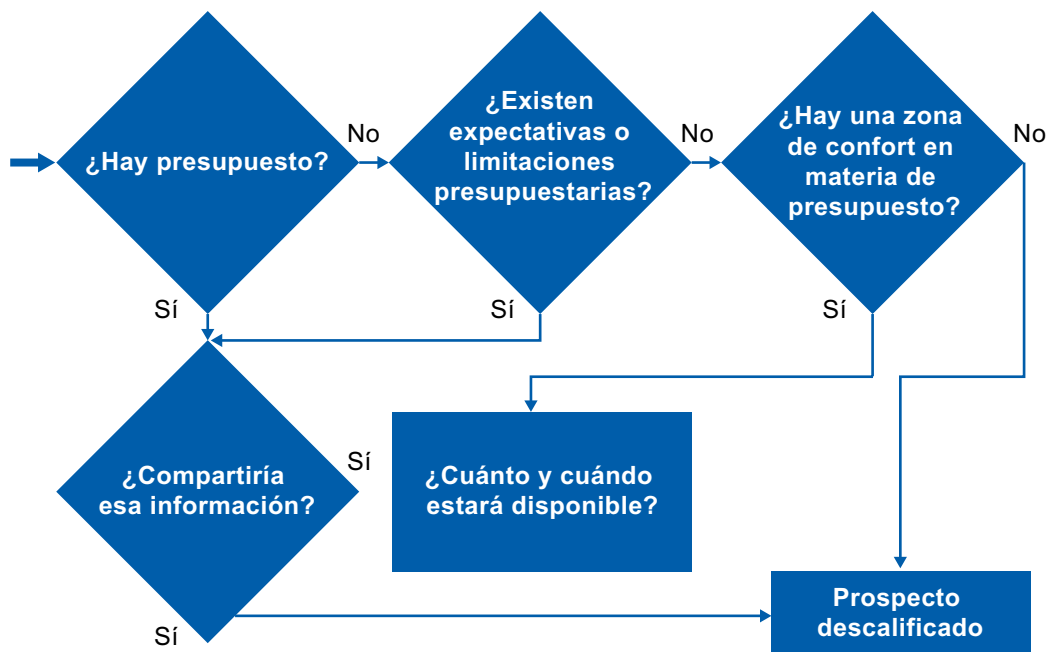 ¿Hay presupuesto?
No
¿Existen
expectativas o
limitaciones
presupuestarias?
No
¿Hay una zona
de confort en
materia de
presupuesto?
No
Sí
Sí
Sí
¿Compartiría
esa información?
Sí
¿Cuánto y cuándo
estará disponible?
Sí
Prospecto
descalificado